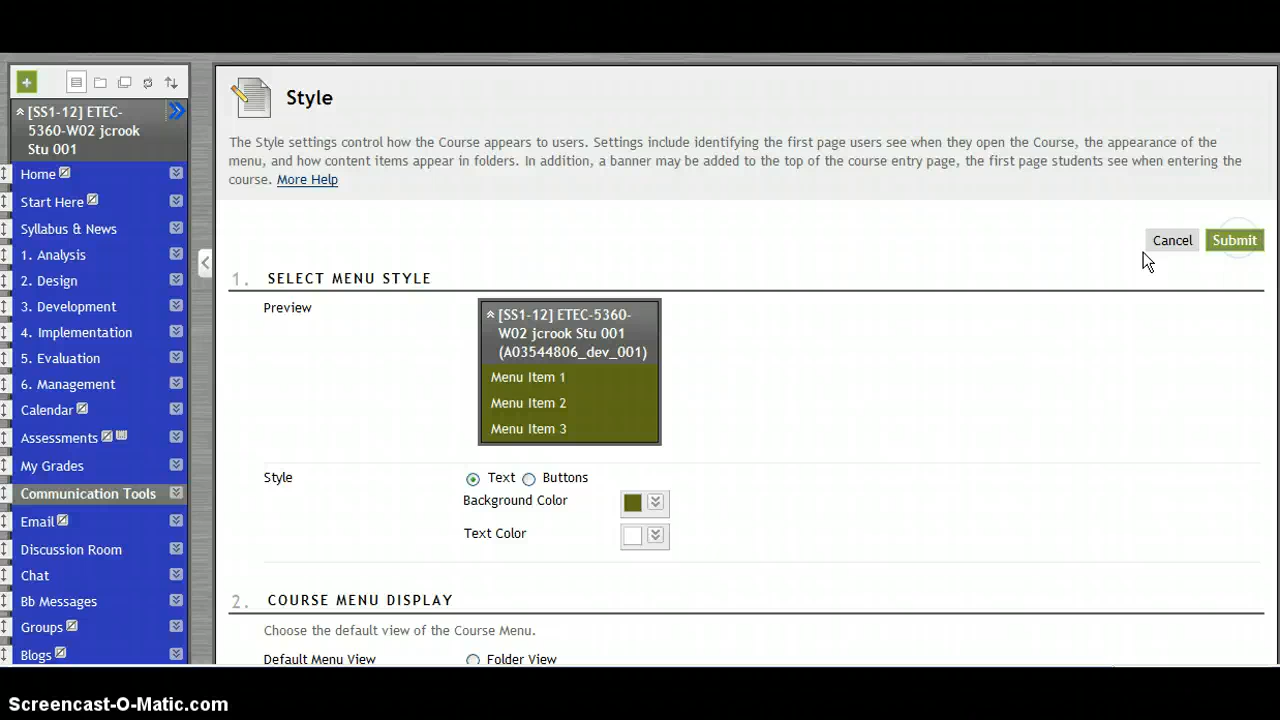 [SS1-12] ETEC-
5360-W02 jcrook
Stu 001
Home
Start Here
Syllabus & News
1. Analysis
2. Design
3. Development
4. Implementation
5. Evaluation
6. Management
Calendar
Assessments
My Grades
Communication Tools
Email
Discussion Room
Chat
Bb Messages
Groups
Blogs
Style
The Style settings control how the Course appears to users. Settings include identifying the first page users see when they open the Course, the appearance of the
menu, and how content items appear in folders. In addition, a banner may be added to the top of the course entry page, the first page students see when entering the
course. More Help
Cancel
Submit
1. SELECT MENU STYLE
Preview
[SS1-12] ETEC-5360-
W02 jcrook Stu 001
(A03544806_dev_001)
Menu Item 1
Menu Item 2
Menu Item 3
Style
Text
Buttons
Background Color
Text Color
2. COURSE MENU DISPLAY
Choose the default view of the Course Menu.
Default Menu View
Folder View
Screencast-O-Matic.com